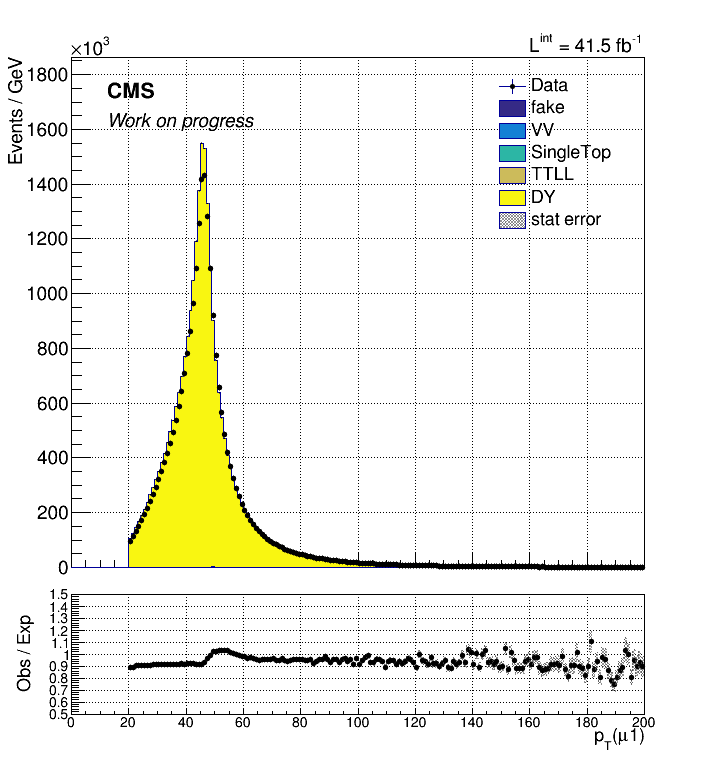 ×10³
L^int = 41.5 fb⁻¹
Events / GeV
1800
1600
1400
1200
1000
800
600
400
200
0
CMS
Work on progress
Data
fake
VV
SingleTop
TTLL
DY
stat error
Obs / Exp
1.5
1.4
1.3
1.2
1.1
1
0.9
0.8
0.7
0.6
0.5
0 20 40 60 80 100 120 140 160 180 200
p_T(μ1)